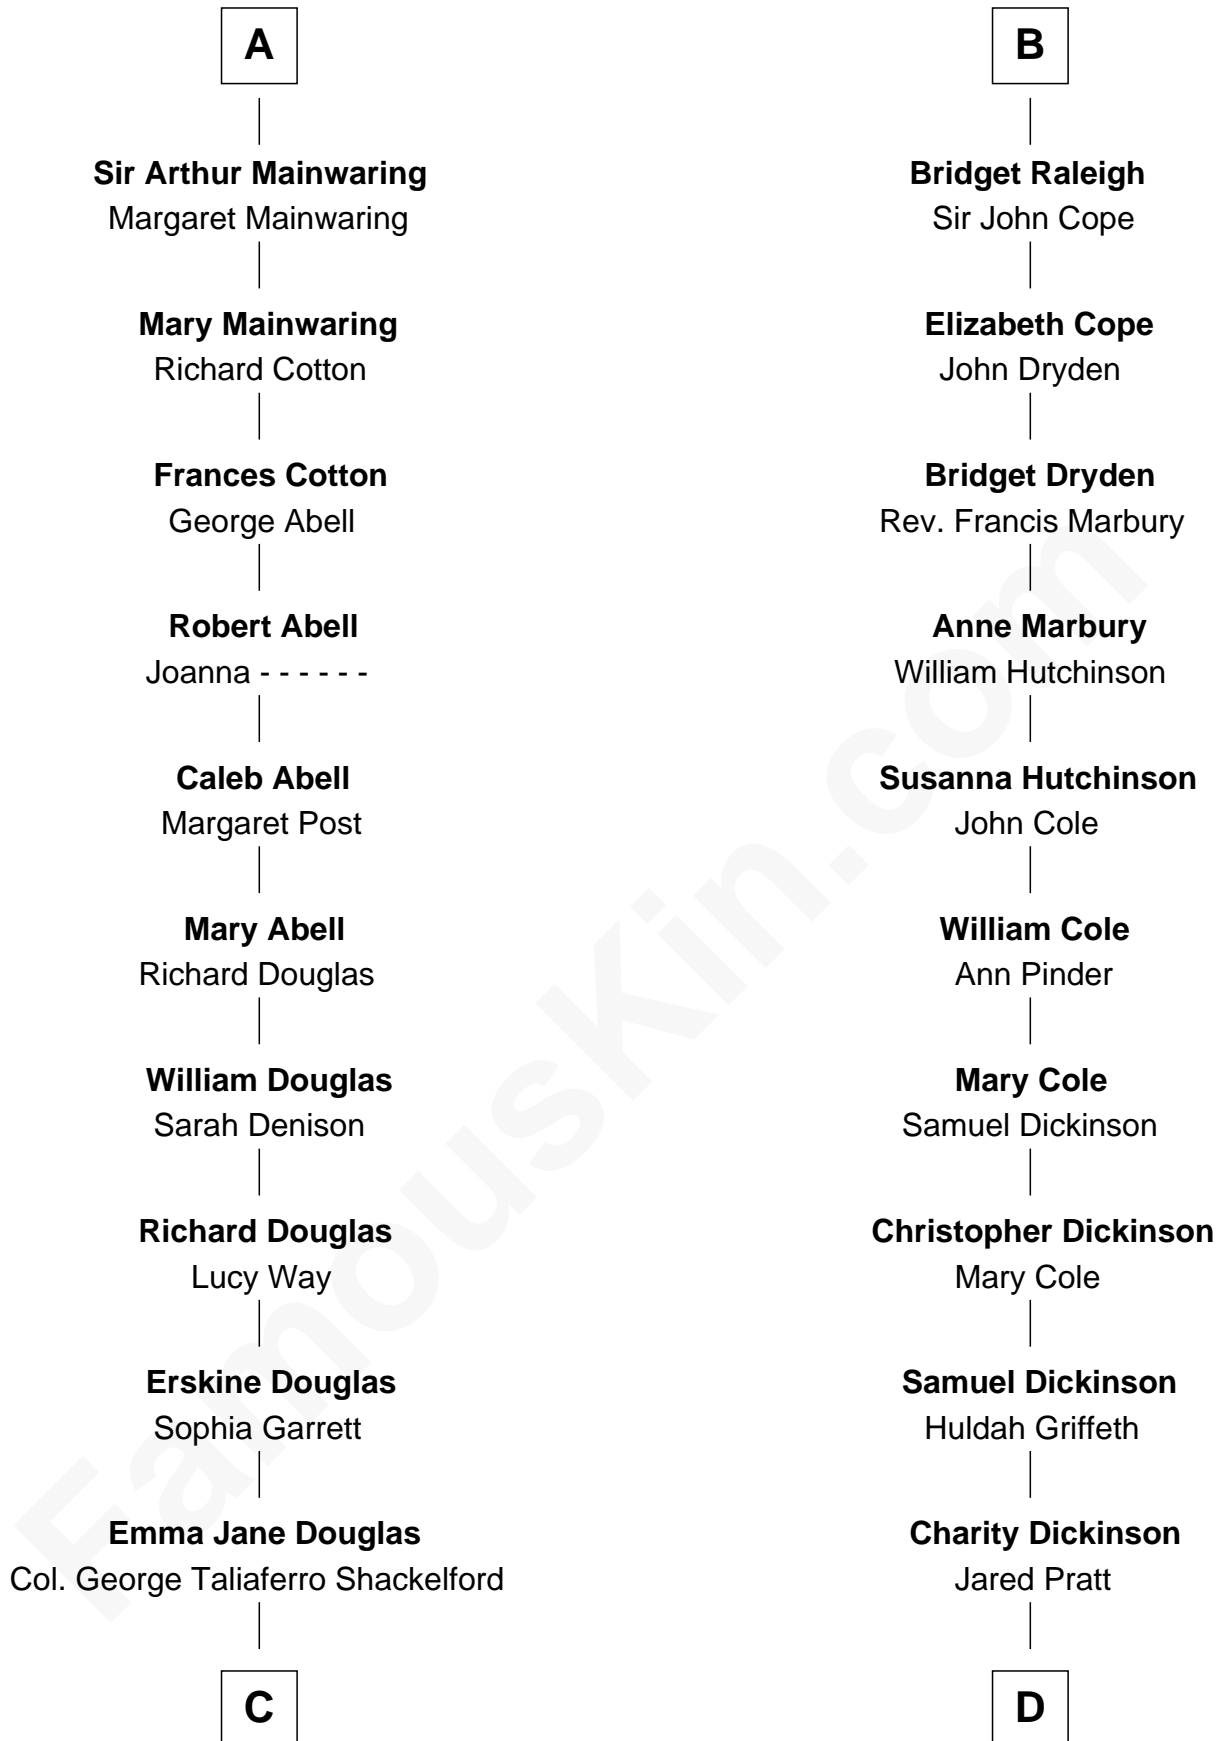 A
Sir Arthur Mainwaring
Margaret Mainwaring
Mary Mainwaring
Richard Cotton
Frances Cotton
George Abell
Robert Abell
Joanna - - - - - -
Caleb Abell
Margaret Post
Mary Abell
Richard Douglas
William Douglas
Sarah Denison
Richard Douglas
Lucy Way
Erskine Douglas
Sophia Garrett
Emma Jane Douglas
Col. George Taliaferro Shackelford
C
B
Bridget Raleigh
Sir John Cope
Elizabeth Cope
John Dryden
Bridget Dryden
Rev. Francis Marbury
Anne Marbury
William Hutchinson
Susanna Hutchinson
John Cole
William Cole
Ann Pinder
Mary Cole
Samuel Dickinson
Christopher Dickinson
Mary Cole
Samuel Dickinson
Huldah Griffeth
Charity Dickinson
Jared Pratt
D
FamousKin.com